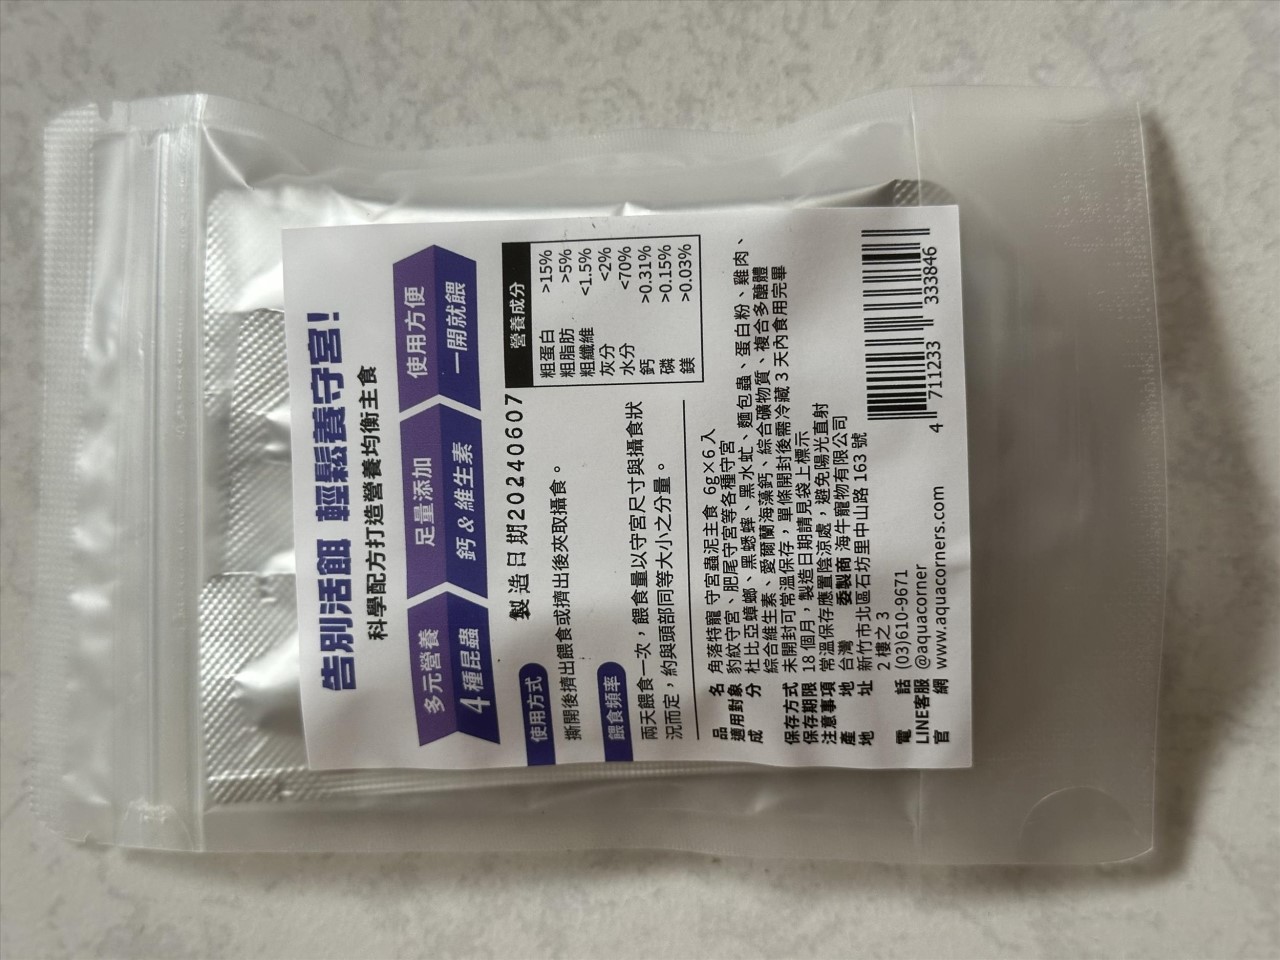 告別活餌 輕鬆養守宮!
科學配方打造營養均衡主食
多元營養
4種昆蟲
足量添加
鈣&維生素
使用方便
一開就餵
使用方式
製造日期20240607
撕開後擠出餵食或擠出後夾取攝食。
餵食頻率
兩天餵食一次，餵食量以守宮尺寸與攝食狀
況而定，約與頭部同等大小之分量。
營養成分
粗蛋白 >15%
粗脂肪 >5%
粗纖維 <1.5%
灰分 <2%
水分 <70%
鈣 >0.31%
磷 >0.15%
鎂 >0.03%
品名 角落特寵 守宮蟲泥主食 6g×6入
適用對象 豹紋守宮、肥尾守宮等各種守宮
成分 杜比亞蟑螂、黑蟋蟀、黑水虻、麵包蟲、蛋白粉、雞肉、
綜合維生素、愛爾蘭海藻鈣、綜合礦物質、複合多醣體
保存方式 未開封可常溫保存，單條開封後需冷藏3天內食用完畢
保存期限 18個月，製造日期請見袋上標示
注意事項 常溫保存應置陰涼處，避免陽光直射
產地 台灣 委製商 海牛寵物有限公司
地址 新竹市北區石坊里中山路163號
2樓之3
電話 (03)610-9671
LINE客服 @aquacorner
官網 www.aquacorners.com
4 711233 333846